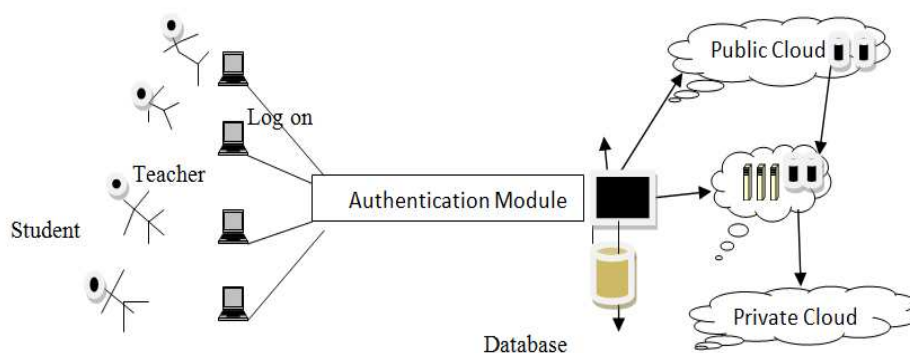 Public Cloud
Log on
Teacher
Authentication Module
Student
Private Cloud
Database